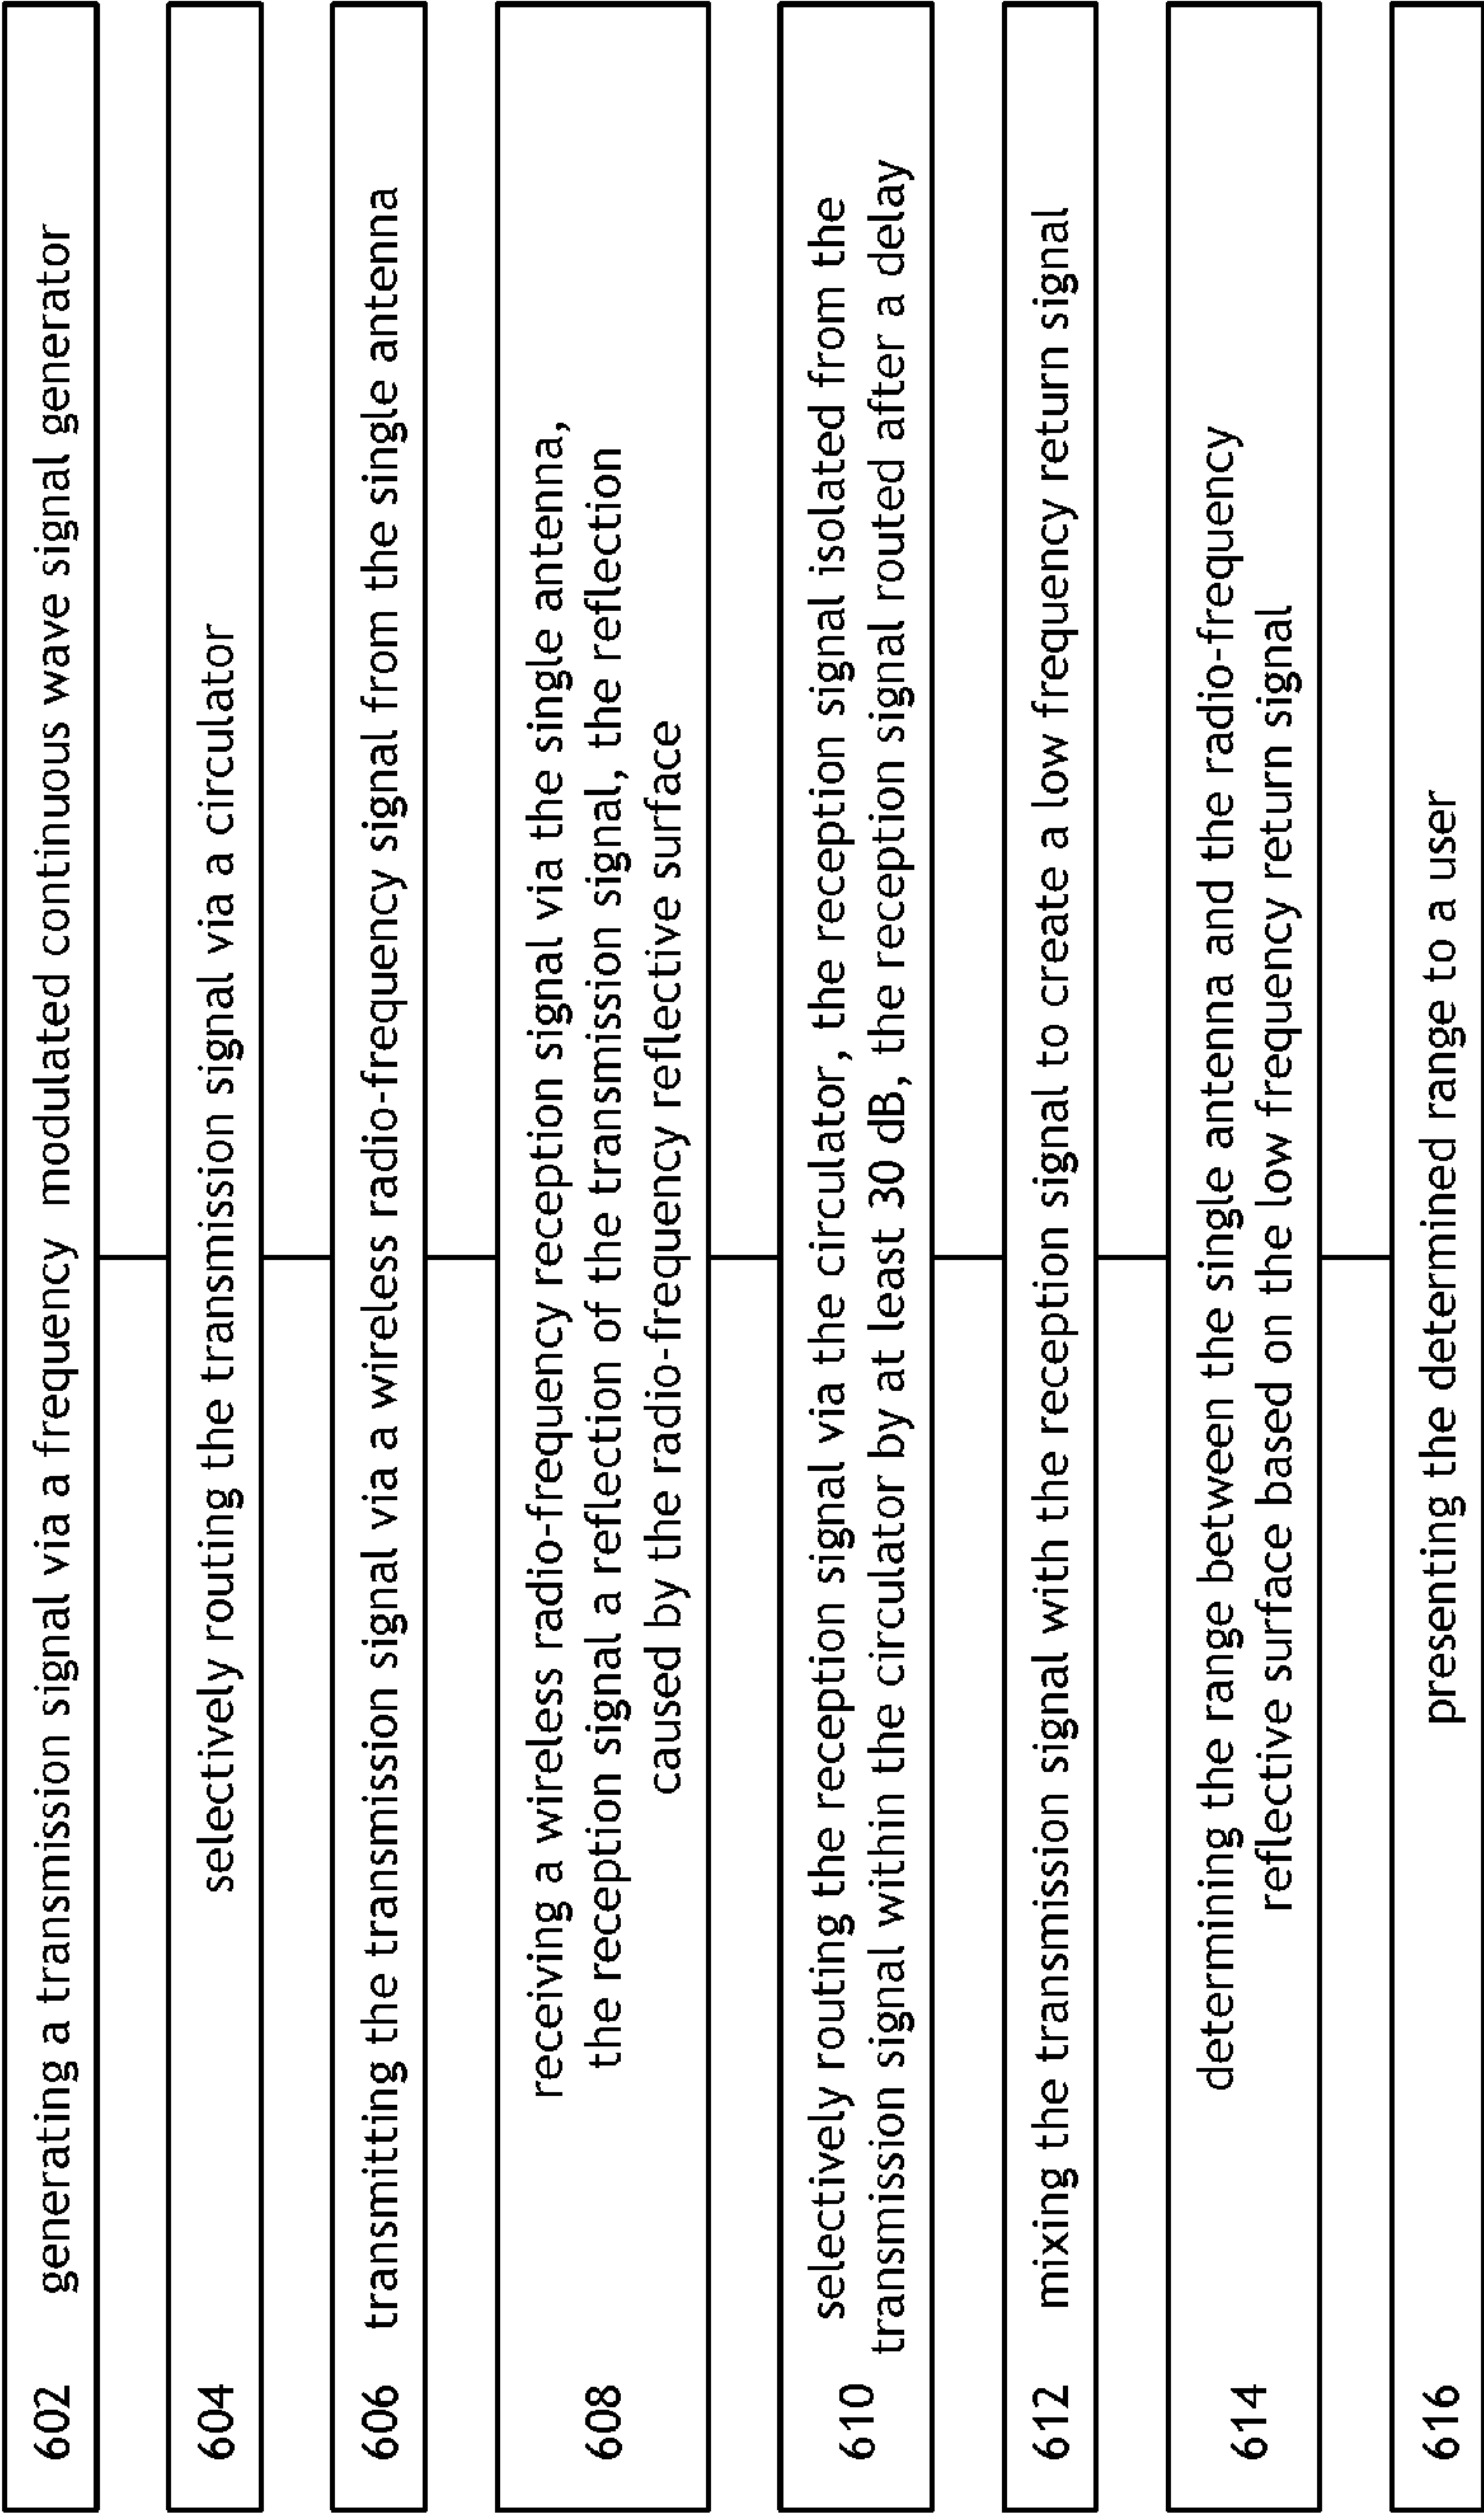 602 generating a transmission signal via a frequency modulated continuous wave signal generator
604 selectively routing the transmission signal via a circulator
606 transmitting the transmission signal via a wireless radio-frequency signal from the single antenna
608 receiving a wireless radio-frequency reception signal via the single antenna,
the reception signal a reflection of the transmission signal, the reflection
caused by the radio-frequency reflective surface
610 selectively routing the reception signal via the circulator, the reception signal isolated from the
transmission signal within the circulator by at least 30 dB, the reception signal routed after a delay
612 mixing the transmission signal with the reception signal to create a low frequency return signal
614 determining the range between the single antenna and the radio-frequency
reflective surface based on the low frequency return signal
616 presenting the determined range to a user